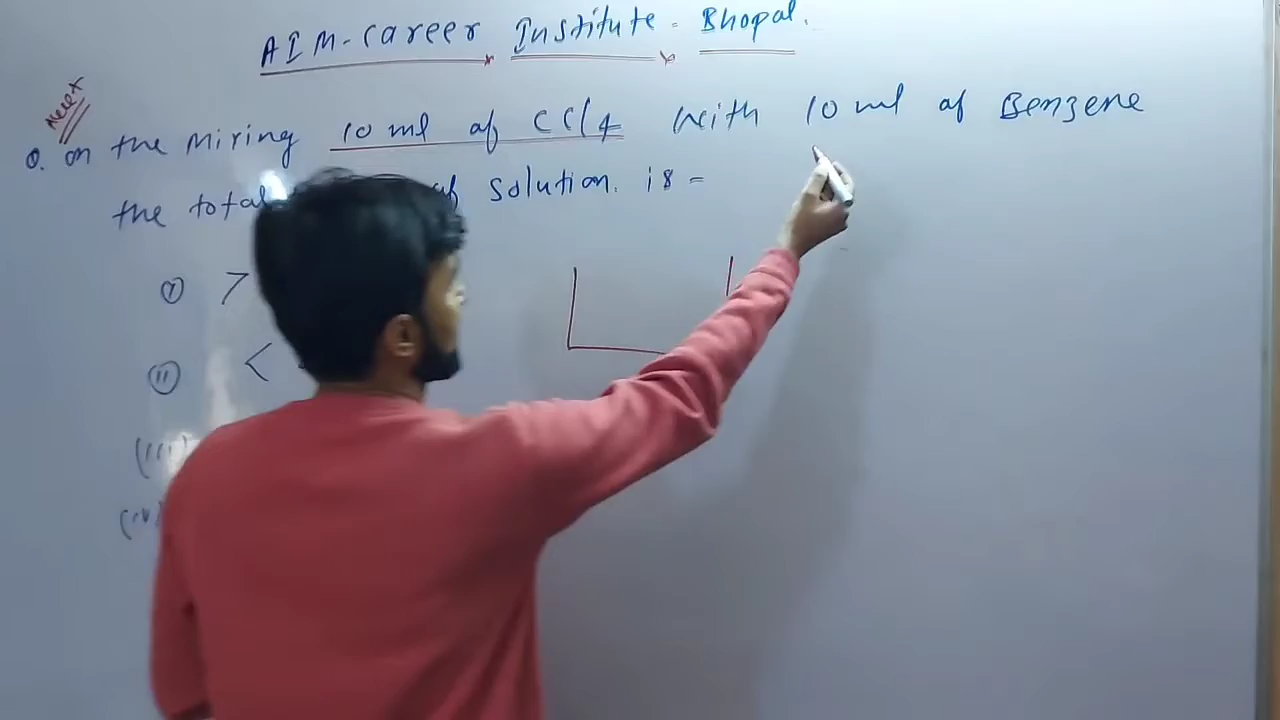 AIM-Career Institute - Bhopal.
Q. on the Mixing 10 ml of CCl4 With 10 ml of Benzene
the total of Solution. is =
(i) >
(ii) <
(iii)
(iv)